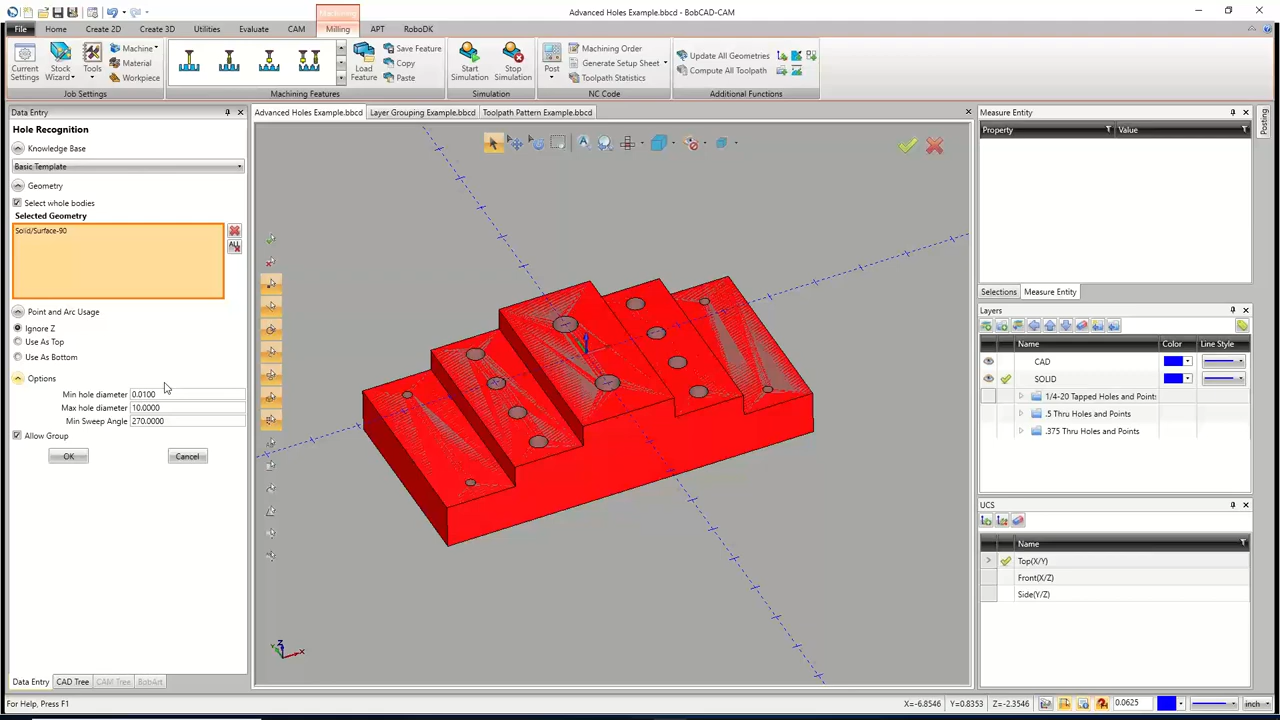 Machining
Advanced Holes Example.bbcd - BobCAD-CAM
File
Home
Create 2D
Create 3D
Utilities
Evaluate
CAM
Milling
APT
RoboDK
Current Settings
Stock Wizard
Tools
Machine
Material
Workpiece
Job Settings
Machining Features
Load Feature
Save Feature
Copy
Paste
Start Simulation
Stop Simulation
Simulation
Post
Machining Order
Generate Setup Sheet
Toolpath Statistics
NC Code
Update All Geometries
Compute All Toolpath
Additional Functions
Data Entry
Advanced Holes Example.bbcd
Layer Grouping Example.bbcd
Toolpath Pattern Example.bbcd
Hole Recognition
Knowledge Base
Basic Template
Geometry
Select whole bodies
Selected Geometry
Solid/Surface-90
ALL
Point and Arc Usage
Ignore Z
Use As Top
Use As Bottom
Options
Min hole diameter 0.0100
Max hole diameter 10.0000
Min Sweep Angle 270.0000
Allow Group
OK
Cancel
Z
X
Measure Entity
Property
Value
Posting
Selections
Measure Entity
Layers
Name
Color
Line Style
CAD
SOLID
1/4-20 Tapped Holes and Points
.5 Thru Holes and Points
.375 Thru Holes and Points
UCS
Name
Top(X/Y)
Front(X/Z)
Side(Y/Z)
Data Entry
CAD Tree
CAM Tree
BobArt
For Help, Press F1
X=-6.8546
Y=0.8353
Z=-2.3546
0.0625
inch